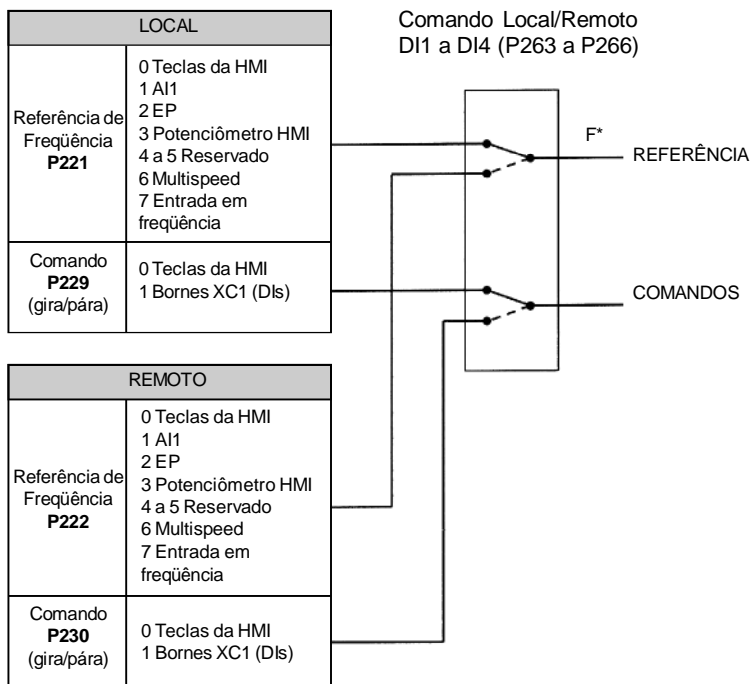 LOCAL
Referência de
Freqüência
P221
0 Teclas da HMI
1 AI1
2 EP
3 Potenciômetro HMI
4 a 5 Reservado
6 Multispeed
7 Entrada em
freqüência
Comando
P229
(gira/pára)
0 Teclas da HMI
1 Bornes XC1 (DIs)
Comando Local/Remoto
DI1 a DI4 (P263 a P266)
F*
REFERÊNCIA
COMANDOS
REMOTO
Referência de
Freqüência
P222
0 Teclas da HMI
1 AI1
2 EP
3 Potenciômetro HMI
4 a 5 Reservado
6 Multispeed
7 Entrada em
freqüência
Comando
P230
(gira/pára)
0 Teclas da HMI
1 Bornes XC1 (DIs)